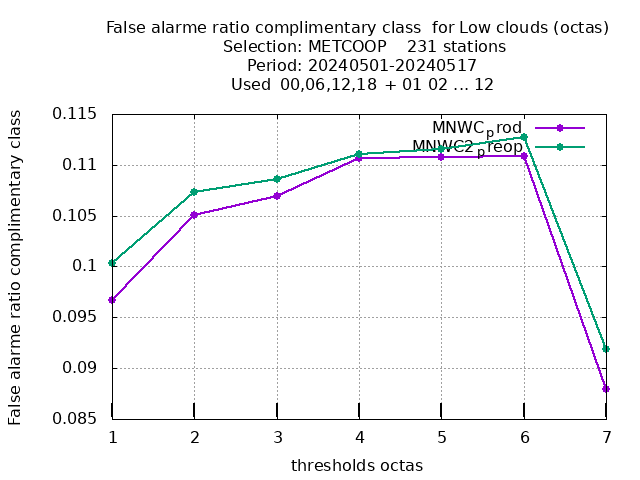 False alarme ratio complimentary class  for Low clouds (octas)
Selection: METCOOP    231 stations
Period: 20240501-20240517
Used  00,06,12,18  + 01 02 ... 12
False alarme ratio complimentary class
0.115
0.11
0.105
0.1
0.095
0.09
0.085
MNWCprod
MNWC2preop
1 2 3 4 5 6 7
thresholds octas